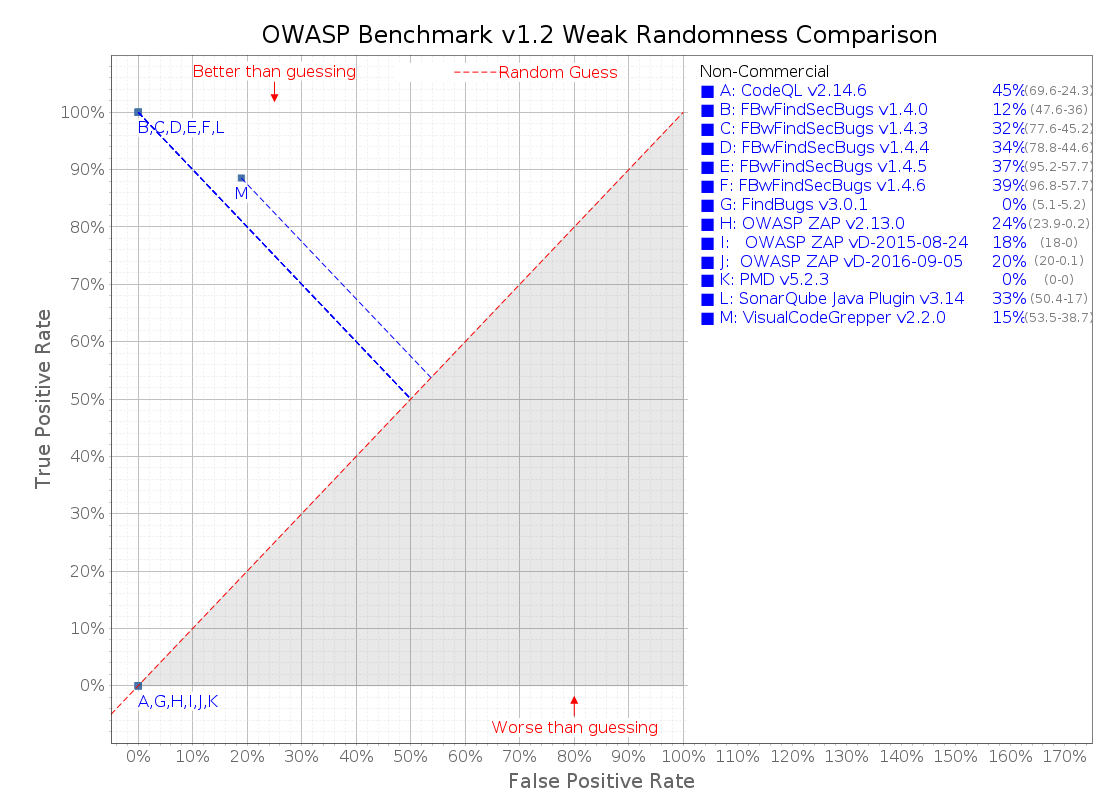 OWASP Benchmark v1.2 Weak Randomness Comparison
Better than guessing
Random Guess
Non-Commercial
A: CodeQL v2.14.6 45% (69.6-24.3)
B: FBwFindSecBugs v1.4.0 12% (47.6-36)
C: FBwFindSecBugs v1.4.3 32% (77.6-45.2)
D: FBwFindSecBugs v1.4.4 34% (78.8-44.6)
E: FBwFindSecBugs v1.4.5 37% (95.2-57.7)
F: FBwFindSecBugs v1.4.6 39% (96.8-57.7)
G: FindBugs v3.0.1 0% (5.1-5.2)
H: OWASP ZAP v2.13.0 24% (23.9-0.2)
I: OWASP ZAP vD-2015-08-24 18% (18-0)
J: OWASP ZAP vD-2016-09-05 20% (20-0.1)
K: PMD v5.2.3 0% (0-0)
L: SonarQube Java Plugin v3.14 33% (50.4-17)
M: VisualCodeGrepper v2.2.0 15% (53.5-38.7)
True Positive Rate
100%
90%
80%
70%
60%
50%
40%
30%
20%
10%
0%
B,C,D,E,F,L
M
A,G,H,I,J,K
Worse than guessing
0% 10% 20% 30% 40% 50% 60% 70% 80% 90% 100% 110% 120% 130% 140% 150% 160% 170%
False Positive Rate